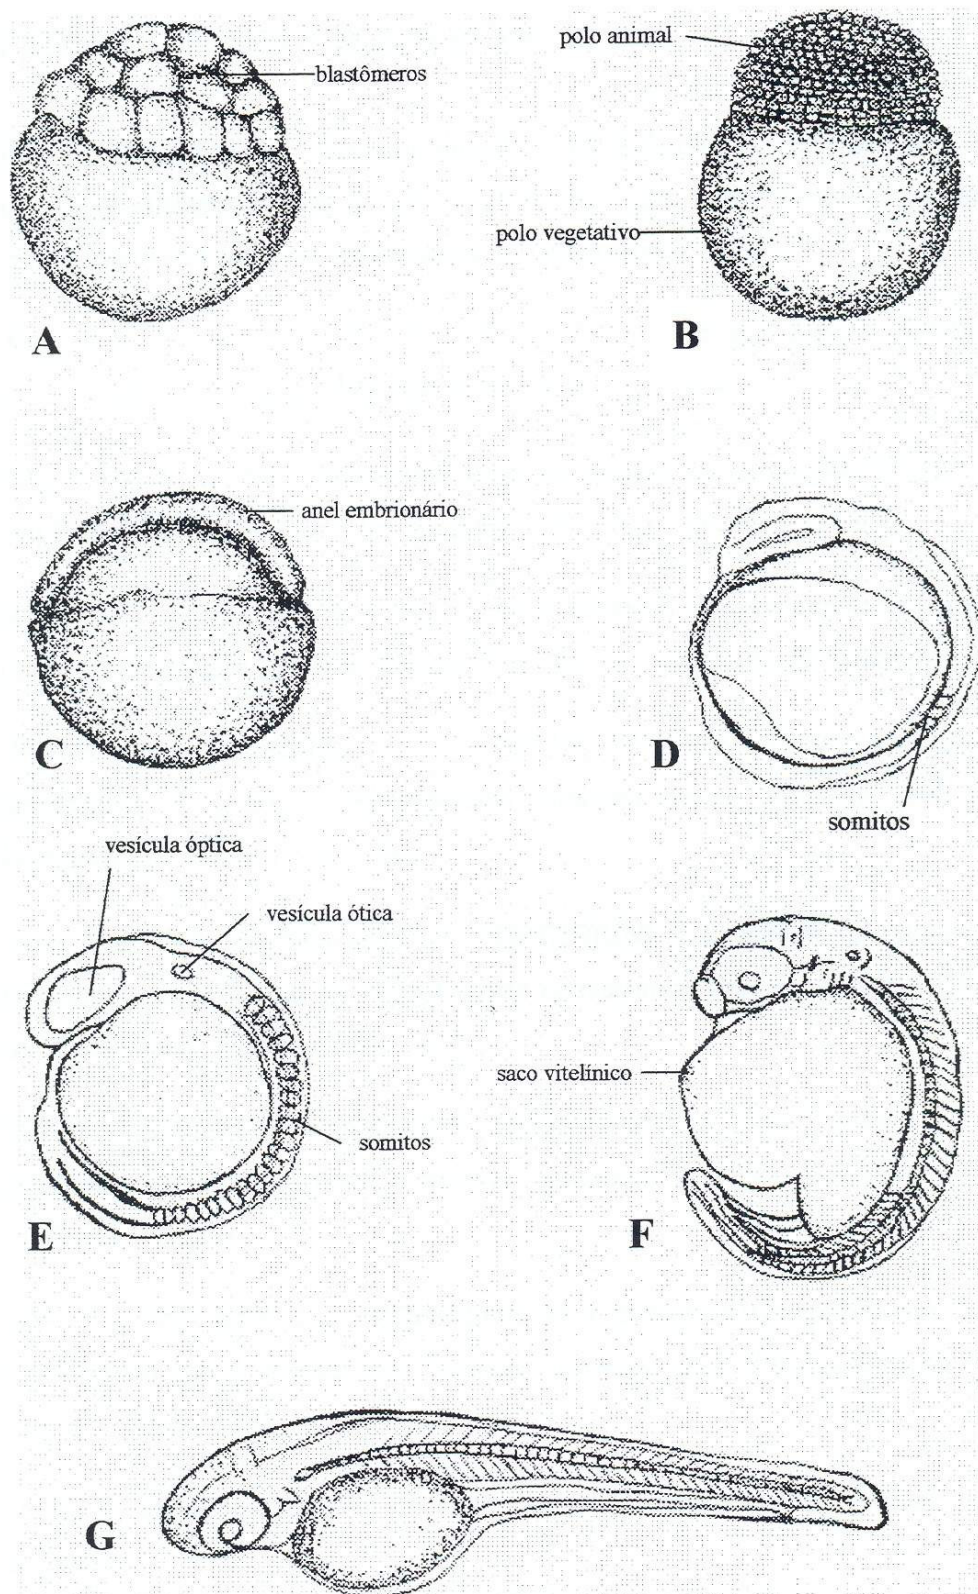 blastômeros
polo animal
polo vegetativo
A
B
anel embrionário
C
D
somitos
vesícula óptica
vesícula ótica
somitos
E
saco vitelínico
F
G